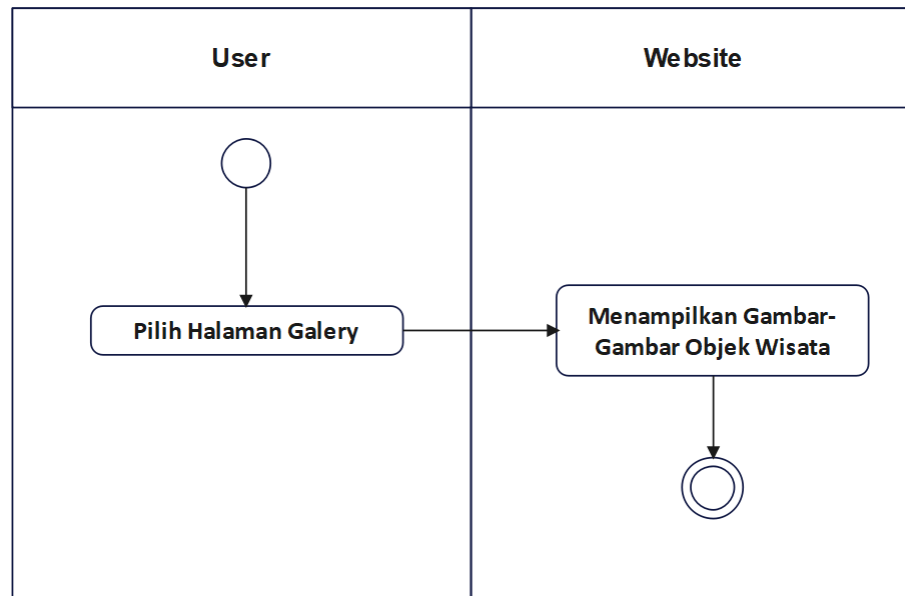 User
Website
Pilih Halaman Galery
Menampilkan Gambar-
Gambar Objek Wisata